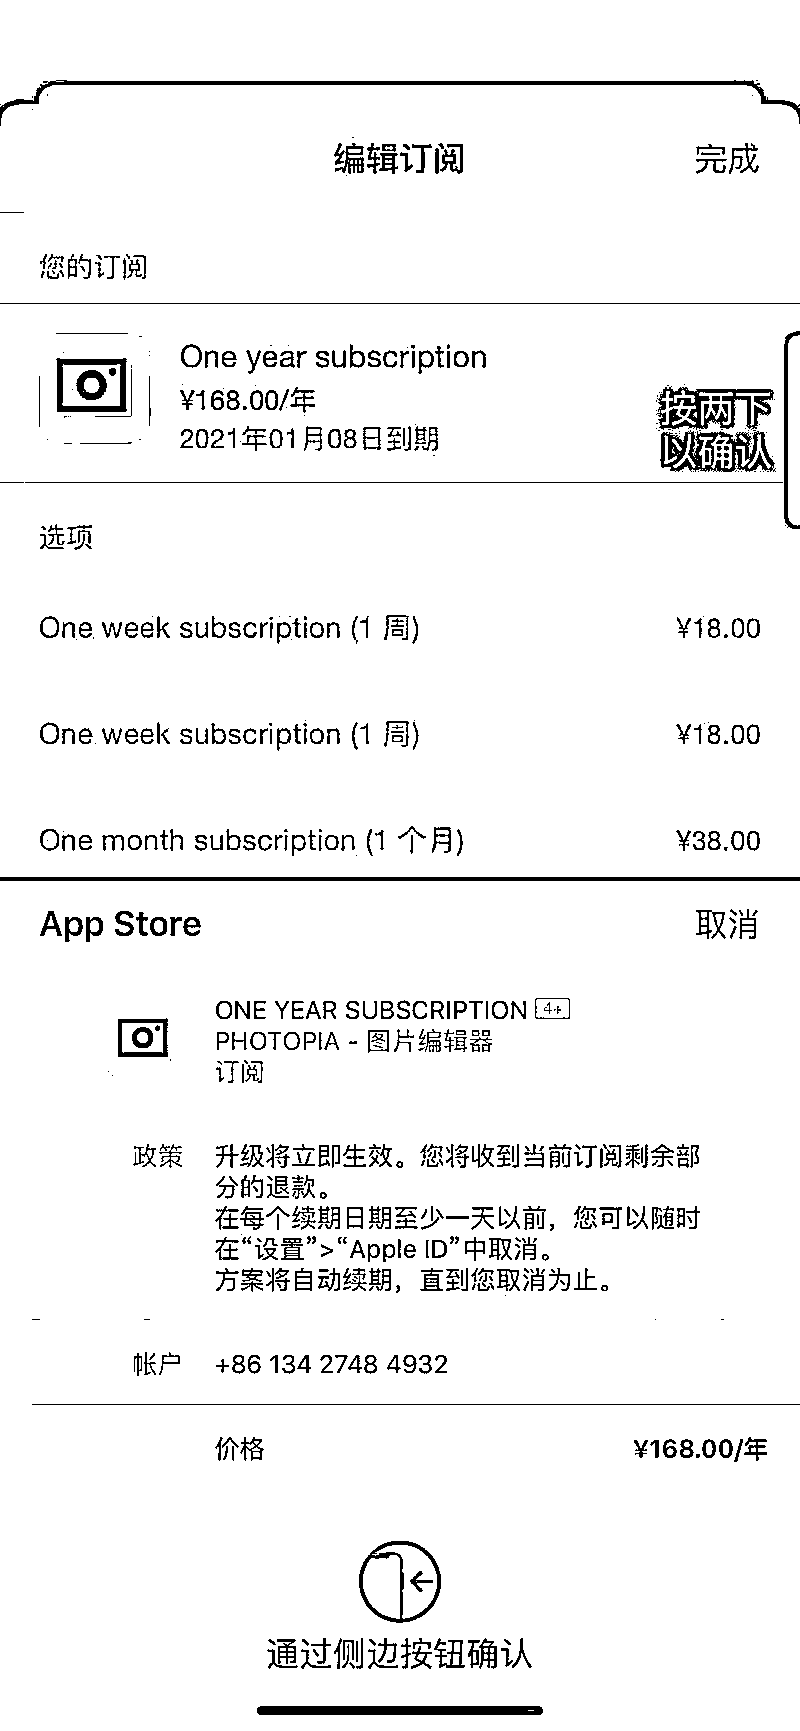 编辑订阅
完成
您的订阅
One year subscription
¥168.00/年
2021年01月08日到期
按两下
以确认
选项
One week subscription (1 周)
¥18.00
One week subscription (1 周)
¥18.00
One month subscription (1 个月)
¥38.00
App Store
取消
ONE YEAR SUBSCRIPTION 4+
PHOTOPIA - 图片编辑器
订阅
政策
升级将立即生效。您将收到当前订阅剩余部
分的退款。
在每个续期日期至少一天以前，您可以随时
在“设置”>“Apple ID”中取消。
方案将自动续期，直到您取消为止。
帐户
+86 134 2748 4932
价格
¥168.00/年
通过侧边按钮确认